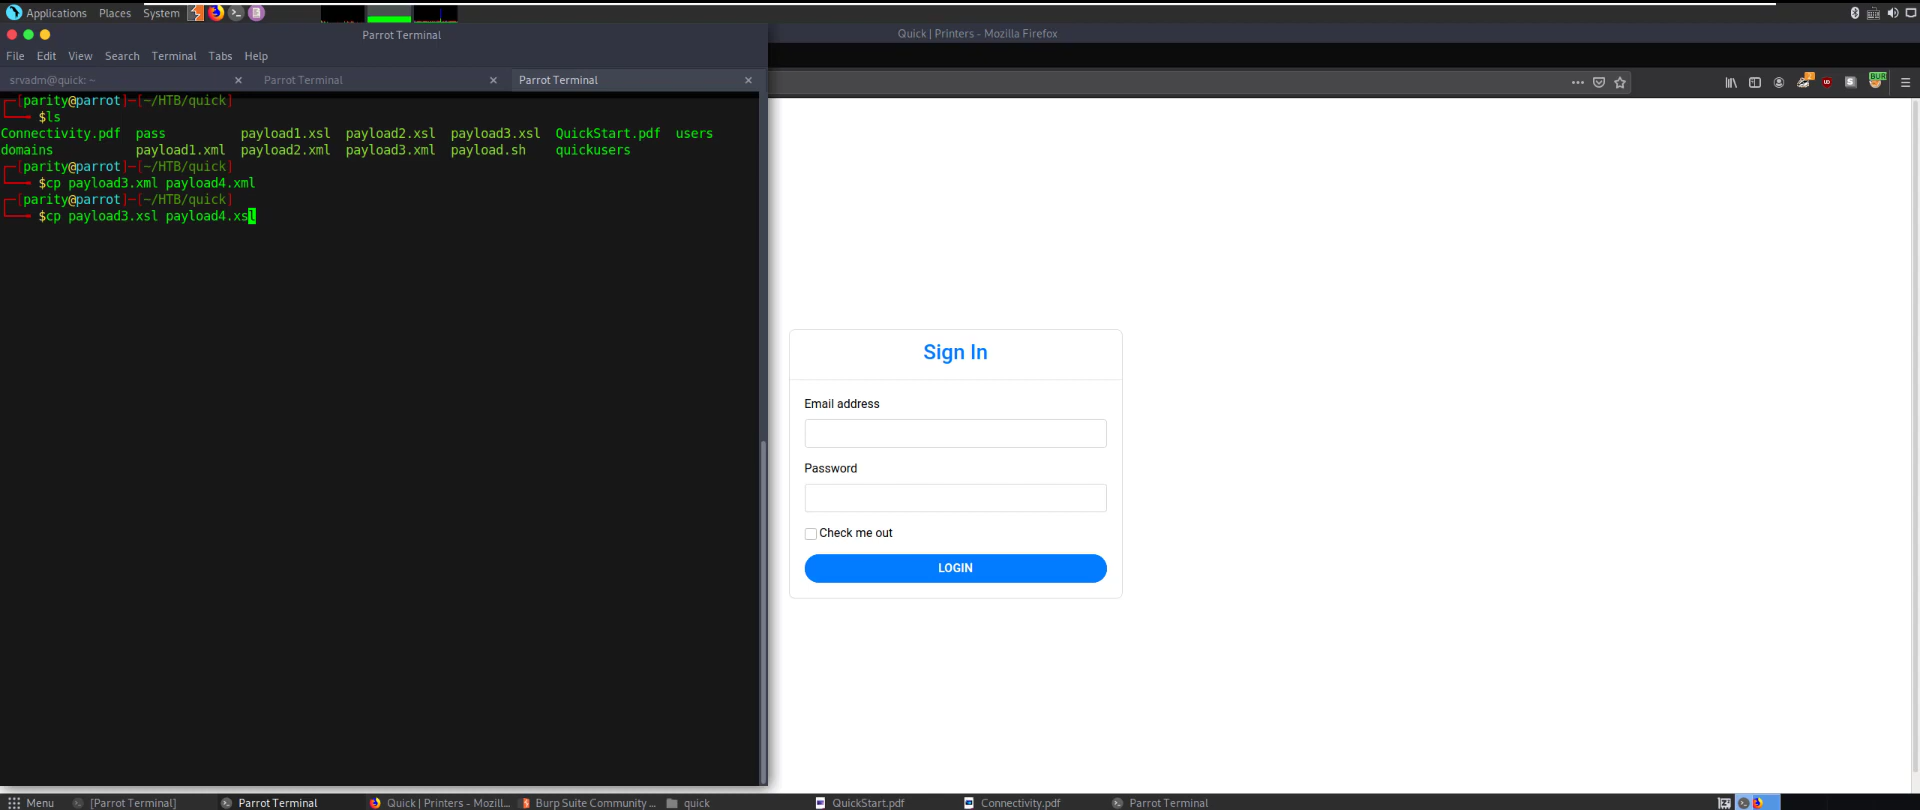 Applications Places System
Parrot Terminal
Quick | Printers - Mozilla Firefox
File Edit View Search Terminal Tabs Help
srvadm@quick: ~ Parrot Terminal Parrot Terminal
┌─[parity@parrot]─[~/HTB/quick]
└──╼ $ls
Connectivity.pdf pass payload1.xsl payload2.xsl payload3.xsl QuickStart.pdf users
domains payload1.xml payload2.xml payload3.xml payload.sh quickusers
┌─[parity@parrot]─[~/HTB/quick]
└──╼ $cp payload3.xml payload4.xml
┌─[parity@parrot]─[~/HTB/quick]
└──╼ $cp payload3.xsl payload4.xsl
BUR
Sign In
Email address
Password
Check me out
LOGIN
Menu [Parrot Terminal] Parrot Terminal Quick | Printers - Mozill... Burp Suite Community ... quick QuickStart.pdf Connectivity.pdf Parrot Terminal